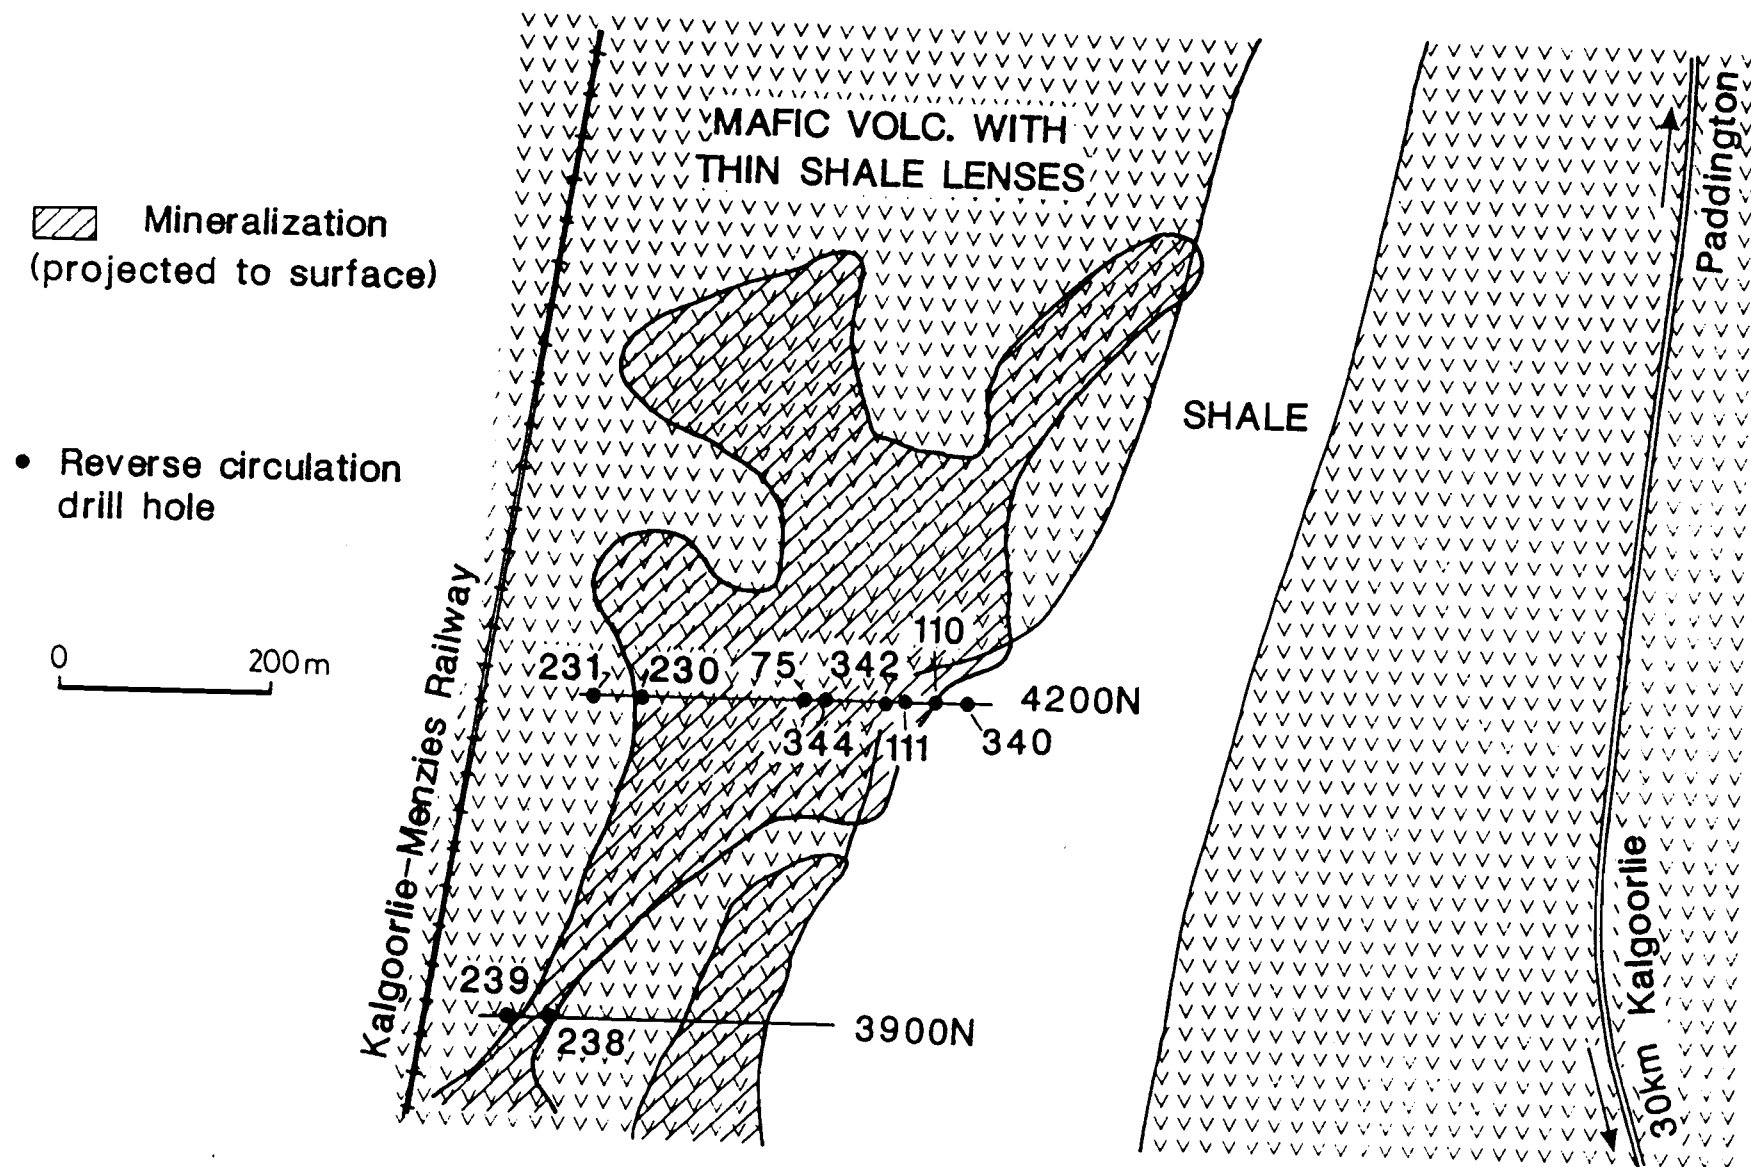 MAFIC VOLC. WITH
THIN SHALE LENSES
Paddington
Mineralization
(projected to surface)
SHALE
Reverse circulation
drill hole
0 200m
Kalgoorlie–Menzies Railway
110
231 230 75 342
4200N
344 111 340
239
238
3900N
30km Kalgoorlie